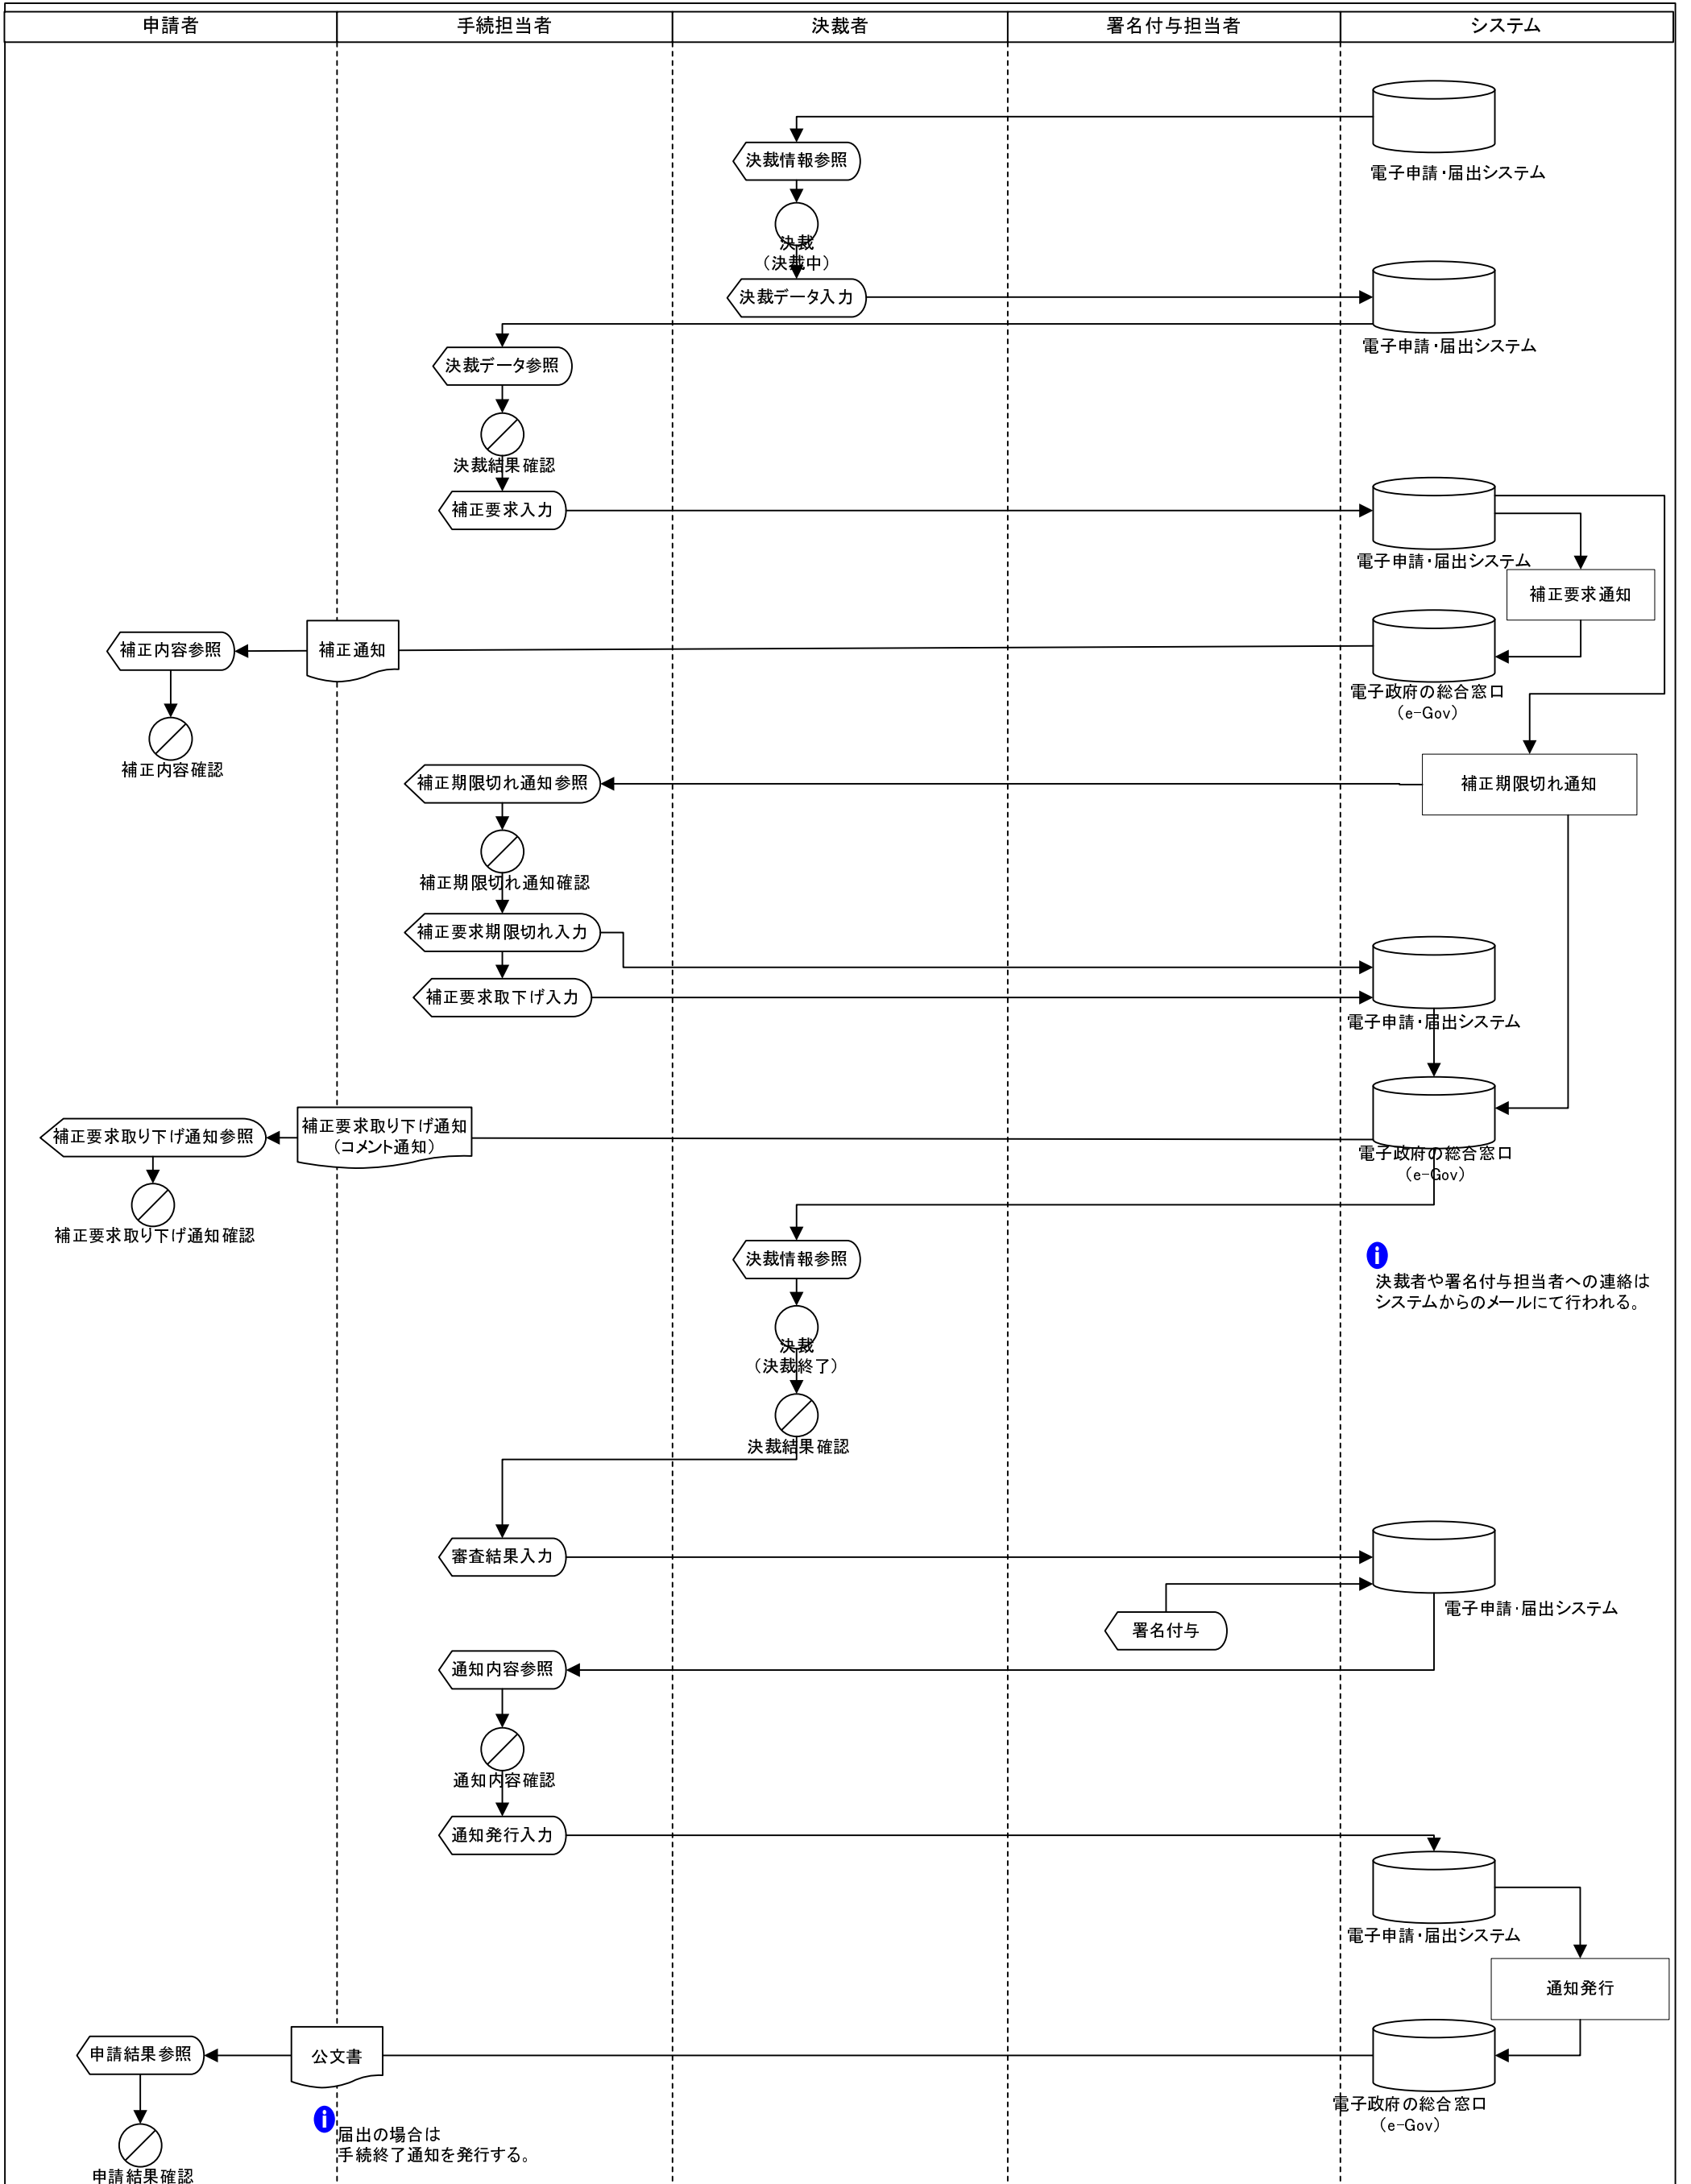 申請者
手続担当者
決裁者
署名付与担当者
システム
電子申請・届出システム
決裁情報参照
決裁
（決裁中）
決裁データ入力
電子申請・届出システム
決裁データ参照
決裁結果確認
補正要求入力
電子申請・届出システム
補正要求通知
補正内容参照
補正通知
電子政府の総合窓口
（e-Gov）
補正内容確認
補正期限切れ通知参照
補正期限切れ通知
補正期限切れ通知確認
補正要求期限切れ入力
補正要求取下げ入力
電子申請・届出システム
補正要求取り下げ通知参照
補正要求取り下げ通知
（コメント通知）
電子政府の総合窓口
（e-Gov）
補正要求取り下げ通知確認
決裁情報参照
決裁者や署名付与担当者への連絡は
システムからのメールにて行われる。
決裁
（決裁終了）
決裁結果確認
審査結果入力
電子申請・届出システム
署名付与
通知内容参照
通知内容確認
通知発行入力
電子申請・届出システム
通知発行
申請結果参照
公文書
電子政府の総合窓口
（e-Gov）
届出の場合は
手続終了通知を発行する。
申請結果確認